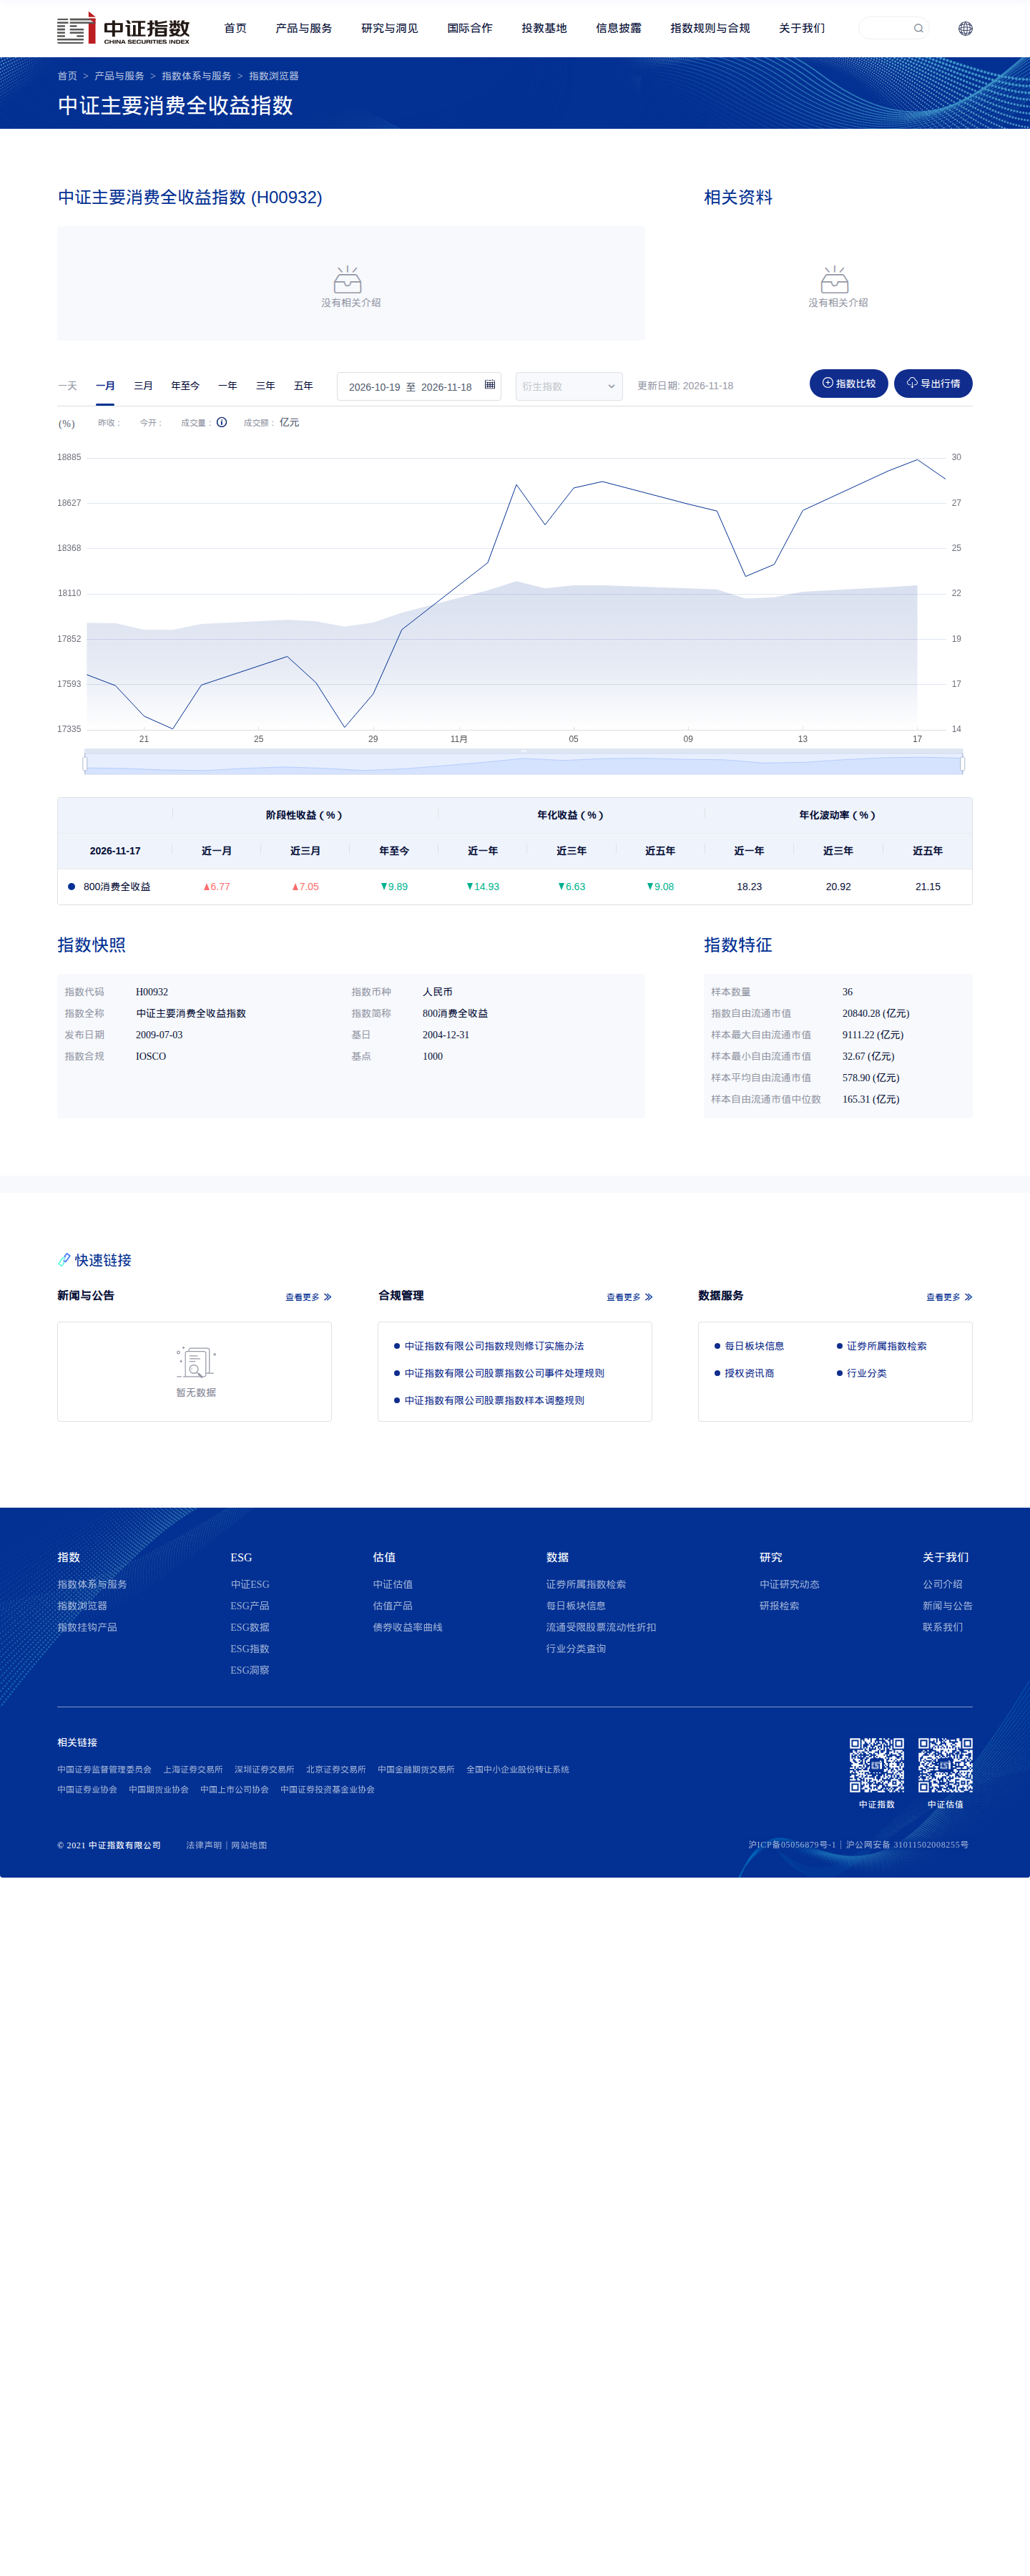 中证指数
CHINA SECURITIES INDEX
首页 产品与服务 研究与洞见 国际合作 投教基地 信息披露 指数规则与合规 关于我们
首页 > 产品与服务 > 指数体系与服务 > 指数浏览器
中证主要消费全收益指数
中证主要消费全收益指数 (H00932)
相关资料
没有相关介绍
没有相关介绍
一天 一月 三月 年至今 一年 三年 五年 2026-10-19 至 2026-11-18 衍生指数 更新日期: 2026-11-18 指数比较 导出行情
(%) 昨收 : 今开 : 成交量 : 成交额 : 亿元
18885 30
18627 27
18368 25
18110 22
17852 19
17593 17
17335 14
21 25 29 11月 05 09 13 17
阶段性收益 ( % ) 年化收益 ( % ) 年化波动率 ( % )
2026-11-17 近一月 近三月 年至今 近一年 近三年 近五年 近一年 近三年 近五年
800消费全收益 ▲6.77 ▲7.05 ▼9.89 ▼14.93 ▼6.63 ▼9.08 18.23 20.92 21.15
指数快照
指数代码 H00932 指数币种 人民币
指数全称 中证主要消费全收益指数 指数简称 800消费全收益
发布日期 2009-07-03 基日 2004-12-31
指数合规 IOSCO 基点 1000
指数特征
样本数量 36
指数自由流通市值 20840.28 (亿元)
样本最大自由流通市值 9111.22 (亿元)
样本最小自由流通市值 32.67 (亿元)
样本平均自由流通市值 578.90 (亿元)
样本自由流通市值中位数 165.31 (亿元)
快速链接
新闻与公告 查看更多
暂无数据
合规管理 查看更多
中证指数有限公司指数规则修订实施办法
中证指数有限公司股票指数公司事件处理规则
中证指数有限公司股票指数样本调整规则
数据服务 查看更多
每日板块信息 证券所属指数检索
授权资讯商 行业分类
指数
指数体系与服务
指数浏览器
指数挂钩产品
ESG
中证ESG
ESG产品
ESG数据
ESG指数
ESG洞察
估值
中证估值
估值产品
债券收益率曲线
数据
证券所属指数检索
每日板块信息
流通受限股票流动性折扣
行业分类查询
研究
中证研究动态
研报检索
关于我们
公司介绍
新闻与公告
联系我们
相关链接
中国证券监督管理委员会 上海证券交易所 深圳证券交易所 北京证券交易所 中国金融期货交易所 全国中小企业股份转让系统
中国证券业协会 中国期货业协会 中国上市公司协会 中国证券投资基金业协会
中证指数 中证估值
© 2021 中证指数有限公司 法律声明 | 网站地图 沪ICP备05056879号-1 | 沪公网安备 31011502008255号